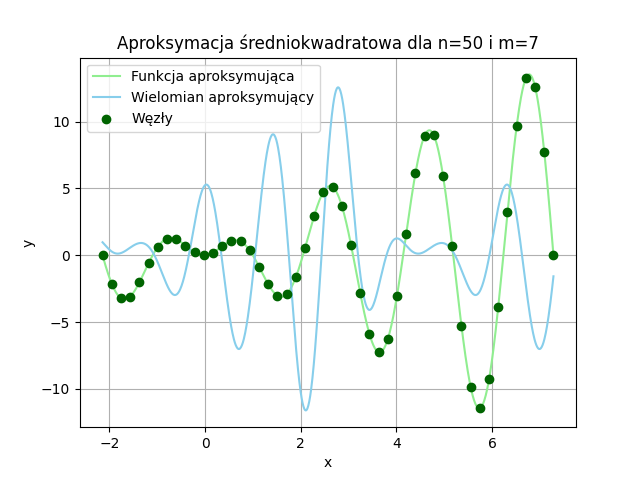 Aproksymacja średniokwadratowa dla n=50 i m=7
Funkcja aproksymująca
Wielomian aproksymujący
Węzły
y
10
5
0
−5
−10
−2
0
2
4
6
x